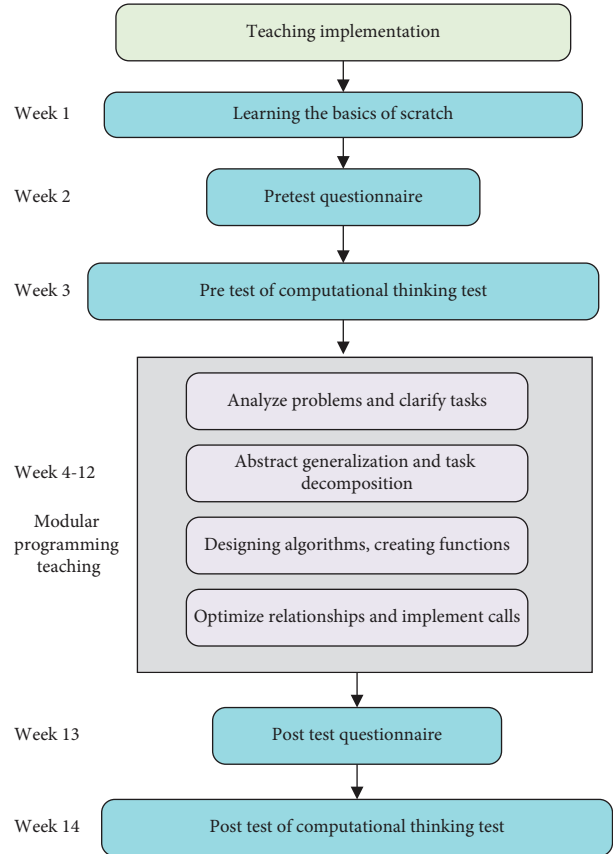 Teaching implementation
Week 1
Learning the basics of scratch
Week 2
Pretest questionnaire
Week 3
Pre test of computational thinking test
Week 4-12
Modular
programming
teaching
Analyze problems and clarify tasks
Abstract generalization and task
decomposition
Designing algorithms, creating functions
Optimize relationships and implement calls
Week 13
Post test questionnaire
Week 14
Post test of computational thinking test